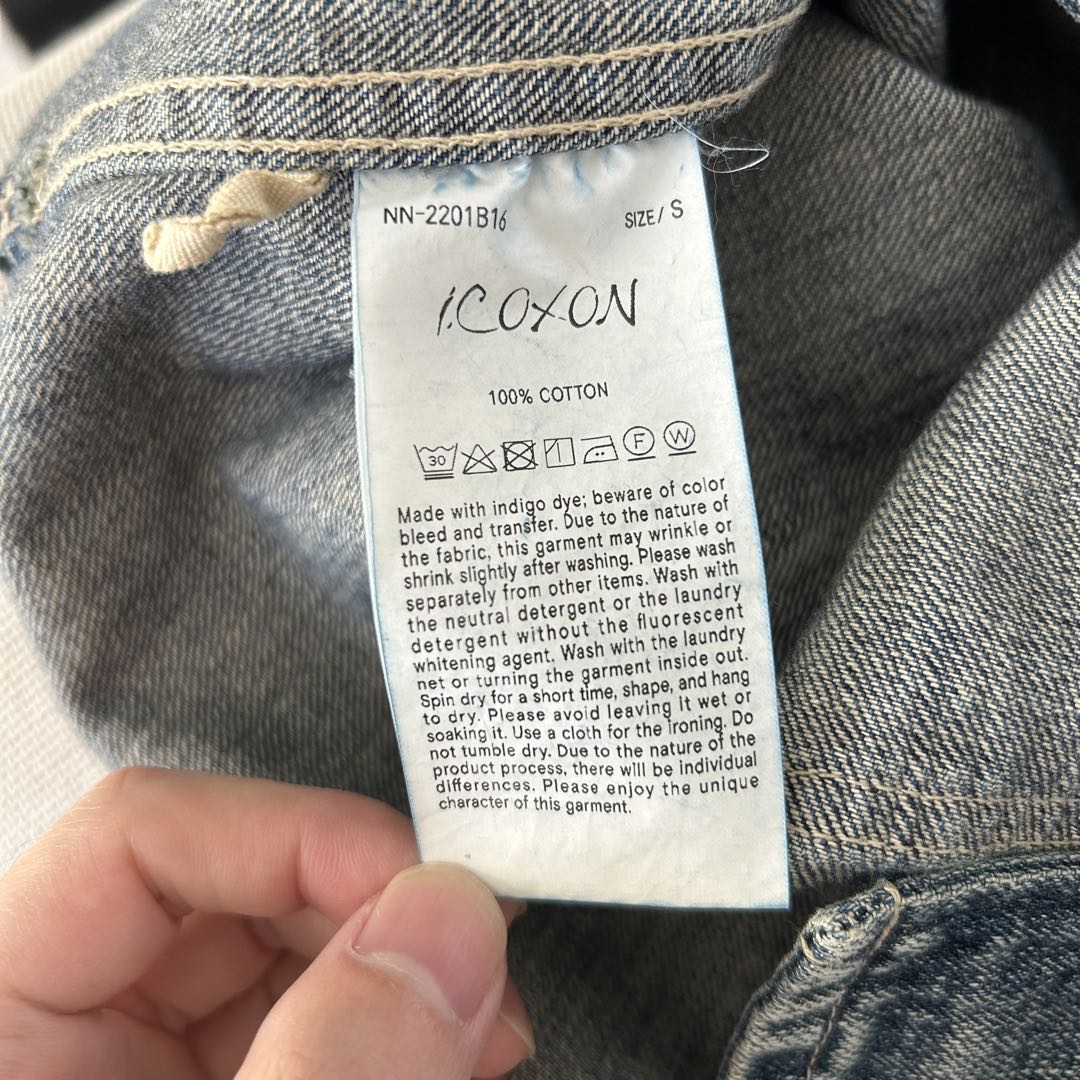 NN-2201B16 SIZE/ S
I.COXON
100% COTTON
30 F W
Made with indigo dye; beware of color
bleed and transfer. Due to the nature of
the fabric, this garment may wrinkle or
shrink slightly after washing. Please wash
separately from other items. Wash with
the neutral detergent or the laundry
detergent without the fluorescent
whitening agent. Wash with the laundry
net or turning the garment inside out.
Spin dry for a short time, shape, and hang
to dry. Please avoid leaving it wet or
soaking it. Use a cloth for the ironing. Do
not tumble dry. Due to the nature of the
product process, there will be individual
differences. Please enjoy the unique
character of this garment.